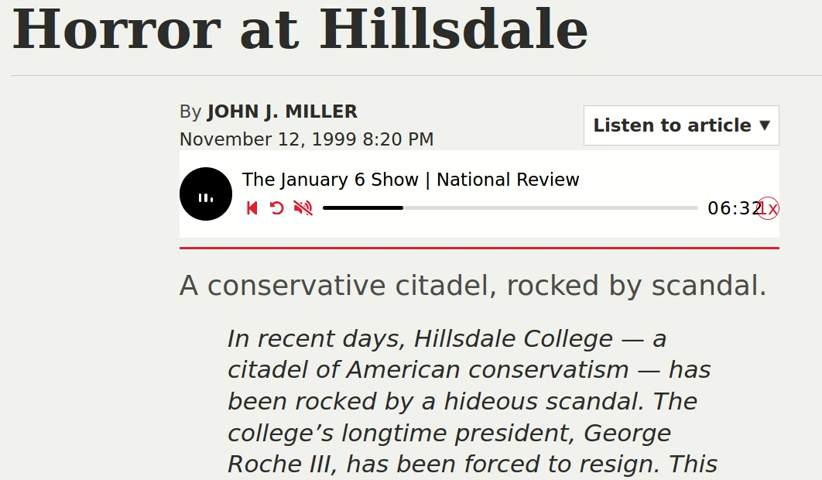 Horror at Hillsdale
By JOHN J. MILLER
November 12, 1999 8:20 PM
Listen to article ▼
The January 6 Show | National Review
06:32
1x
A conservative citadel, rocked by scandal.
In recent days, Hillsdale College — a
citadel of American conservatism — has
been rocked by a hideous scandal. The
college’s longtime president, George
Roche III, has been forced to resign. This